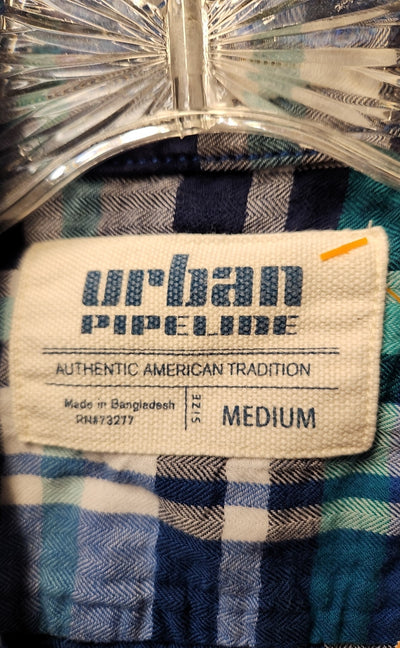 urban
PIPELINE
AUTHENTIC AMERICAN TRADITION
Made in Bangladesh
RN#73277
SIZE
MEDIUM